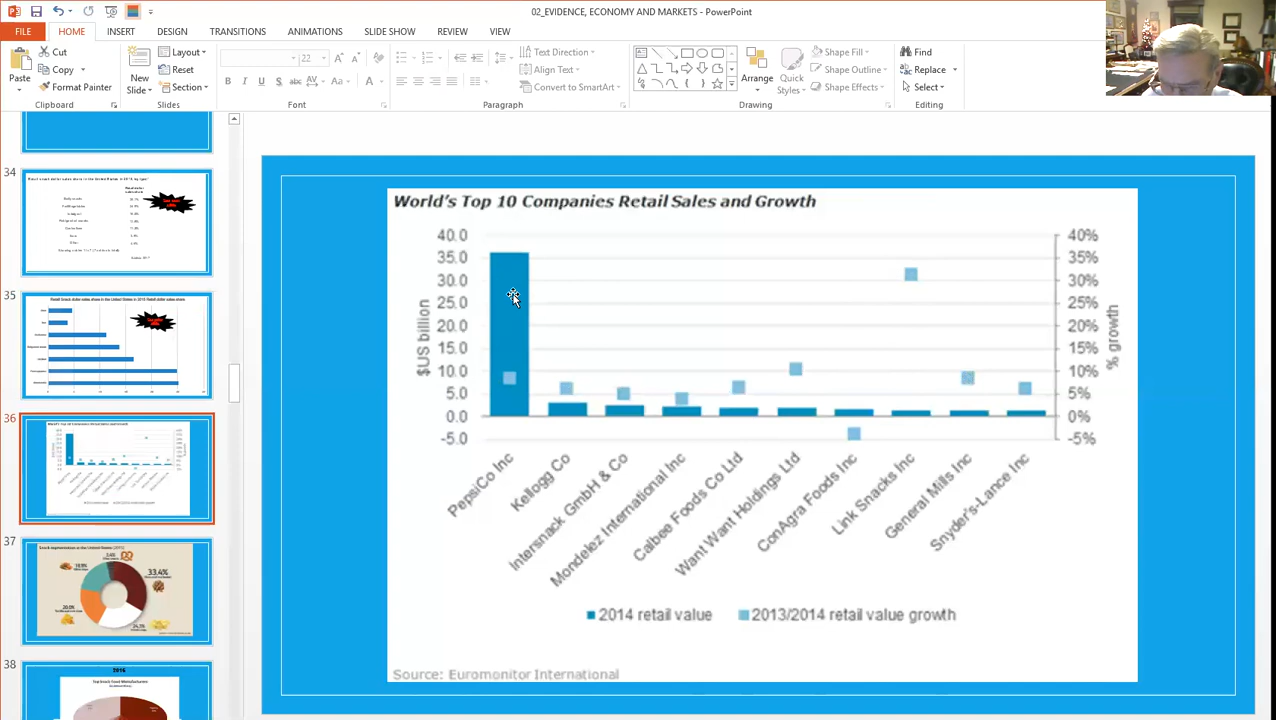 02_EVIDENCE, ECONOMY AND MARKETS - PowerPoint
FILE HOME INSERT DESIGN TRANSITIONS ANIMATIONS SLIDE SHOW REVIEW VIEW
Paste
Cut
Copy
Format Painter
Clipboard
New
Slide
Layout
Reset
Section
Slides
22
B I U S abc AV Aa A
Font
Text Direction
Align Text
Convert to SmartArt
Paragraph
Arrange
Quick
Styles
Shape Fill
Shape Outline
Shape Effects
Drawing
Find
Replace
Select
Editing
34
35
36
37
33.4%
38
2015
World's Top 10 Companies Retail Sales and Growth
40.0
35.0
30.0
25.0
20.0
15.0
10.0
5.0
0.0
-5.0
$US billion
40%
35%
30%
25%
20%
15%
10%
5%
0%
-5%
% growth
PepsiCo Inc
Kellogg Co
Intersnack GmbH & Co
Mondelez International Inc
Calbee Foods Co Ltd
Want Want Holdings Ltd
ConAgra Foods Inc
Link Snacks Inc
General Mills Inc
Snyder's-Lance Inc
2014 retail value
2013/2014 retail value growth
Source: Euromonitor International